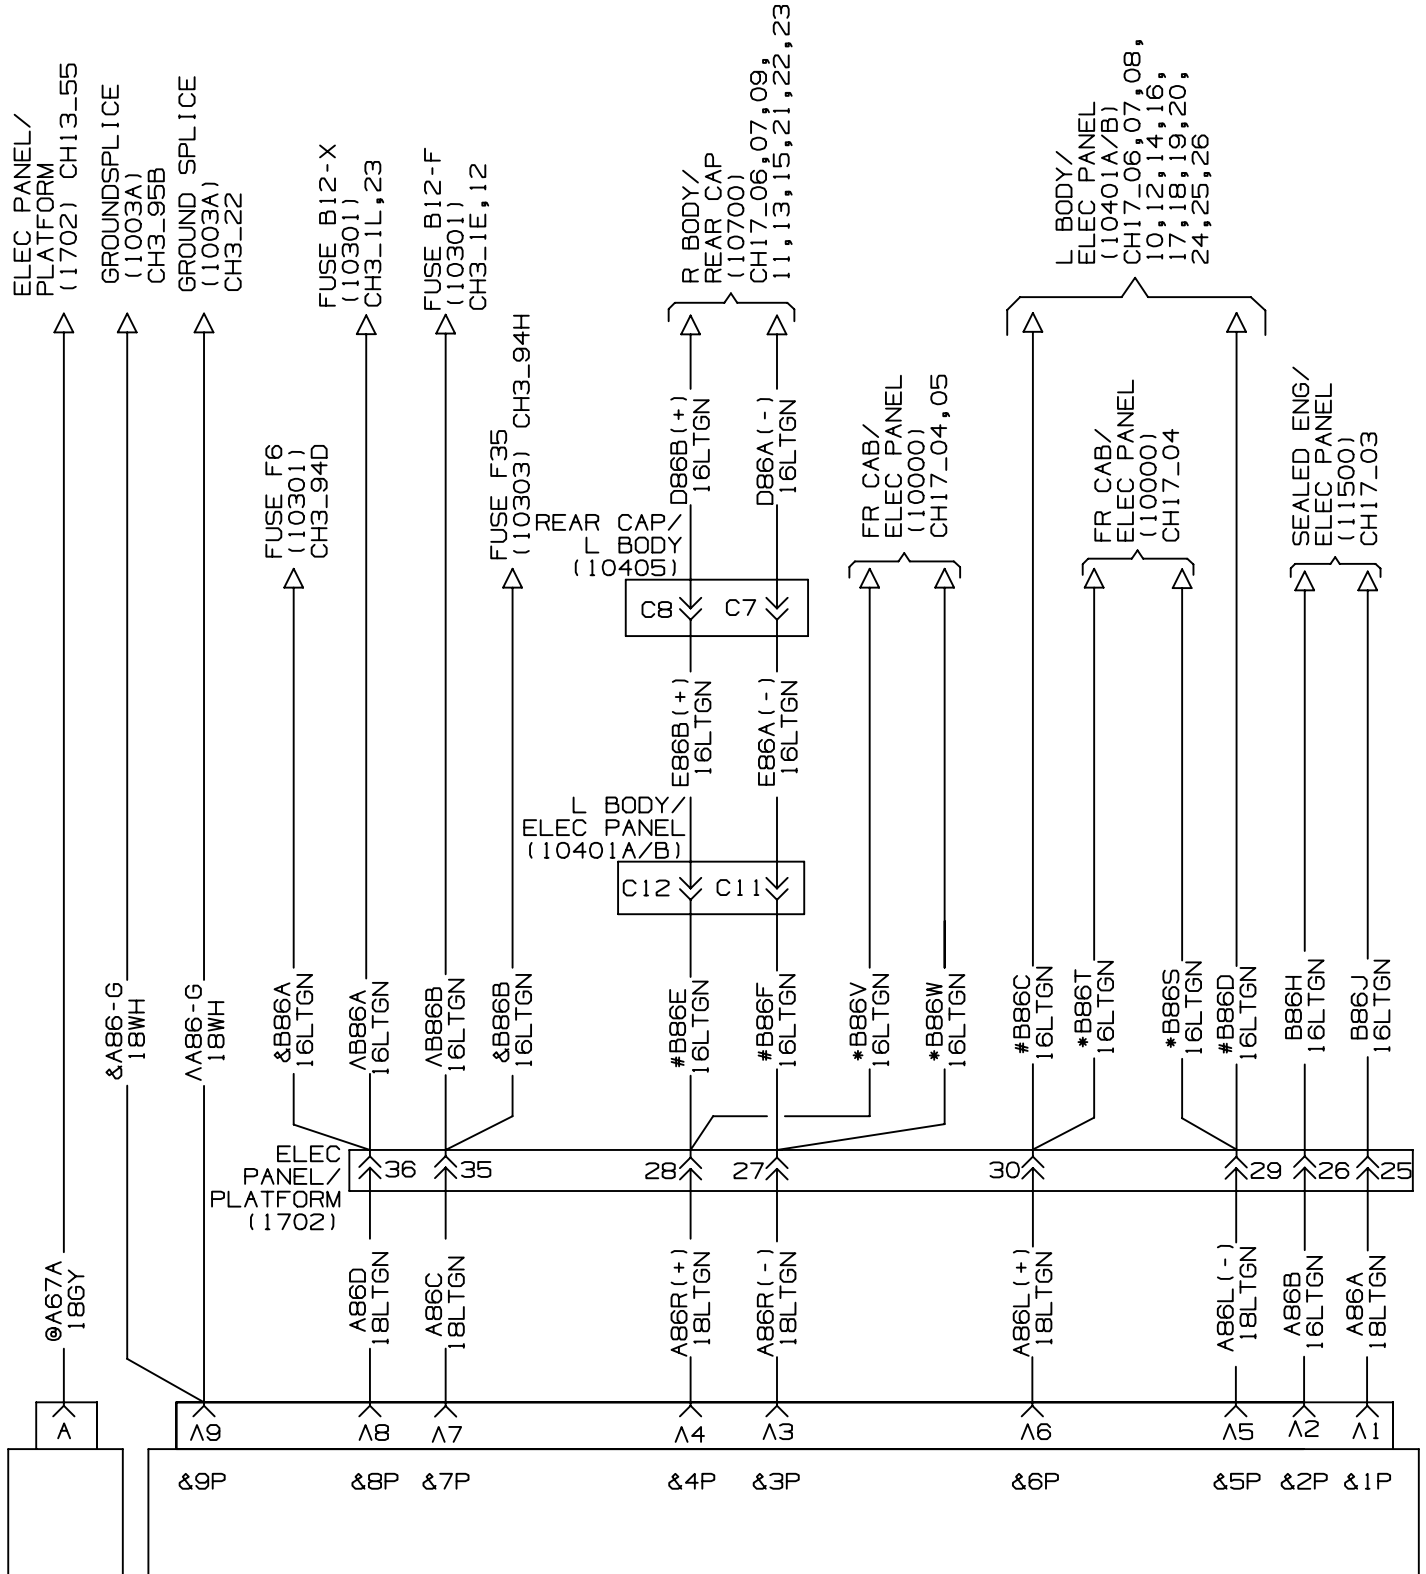 ELEC PANEL/
PLATFORM
(1702) CH13_55
GROUNDSPLICE
(1003A)
CH3_95B
GROUND SPLICE
(1003A)
CH3_22
FUSE B12-X
(10301)
CH3_1L,23
FUSE B12-F
(10301)
CH3_1E,12
R BODY/
REAR CAP
(10700)
CH17_06,07,09,
11,13,15,21,22,23
L BODY/
ELEC PANEL
(10401A/B)
CH17_06,07,08,
10,12,14,16,
17,18,19,20,
24,25,26
FUSE F6
(10301)
CH3_94D
FUSE F35
(10303) CH3_94H
D86B(+)
16LTGN
D86A(-)
16LTGN
FR CAB/
ELEC PANEL
(10000)
CH17_04,05
FR CAB/
ELEC PANEL
(10000)
CH17_04
SEALED ENG/
ELEC PANEL
(11500)
CH17_03
REAR CAP/
L BODY
(10405)
C8
C7
E86B(+)
16LTGN
E86A(-)
16LTGN
L BODY/
ELEC PANEL
(10401A/B)
C12
C11
&A86-G
18WH
ΛA86-G
18WH
&B86A
16LTGN
ΛB86A
16LTGN
ΛB86B
16LTGN
&B86B
16LTGN
#B86E
16LTGN
#B86F
16LTGN
*B86V
16LTGN
*B86W
16LTGN
#B86C
16LTGN
*B86T
16LTGN
*B86S
16LTGN
#B86D
16LTGN
B86H
16LTGN
B86J
16LTGN
ELEC
PANEL/
PLATFORM
(1702)
36
35
28
27
30
29
26
25
@A67A
18GY
A86D
18LTGN
A86C
18LTGN
A86R(+)
18LTGN
A86R(-)
18LTGN
A86L(+)
18LTGN
A86L(-)
18LTGN
A86B
16LTGN
A86A
18LTGN
A
Λ9
Λ8
Λ7
Λ4
Λ3
Λ6
Λ5
Λ2
Λ1
&9P
&8P
&7P
&4P
&3P
&6P
&5P
&2P
&1P